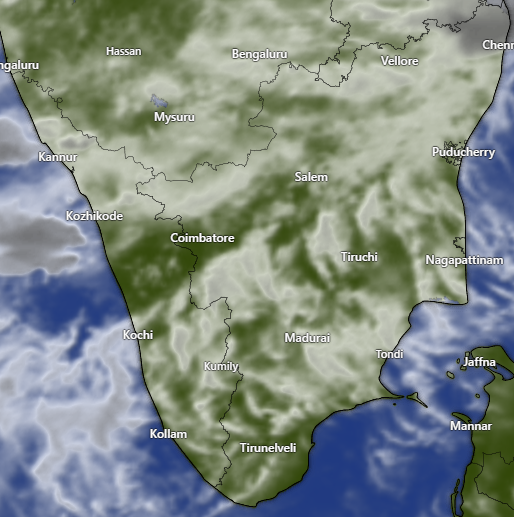 Hassan
Bengaluru
Chenn
Vellore
ngaluru
Mysuru
Kannur
Puducherry
Salem
Kozhikode
Coimbatore
Tiruchi
Nagapattinam
Kochi
Madurai
Tondi
Jaffna
Kumily
Mannar
Kollam
Tirunelveli